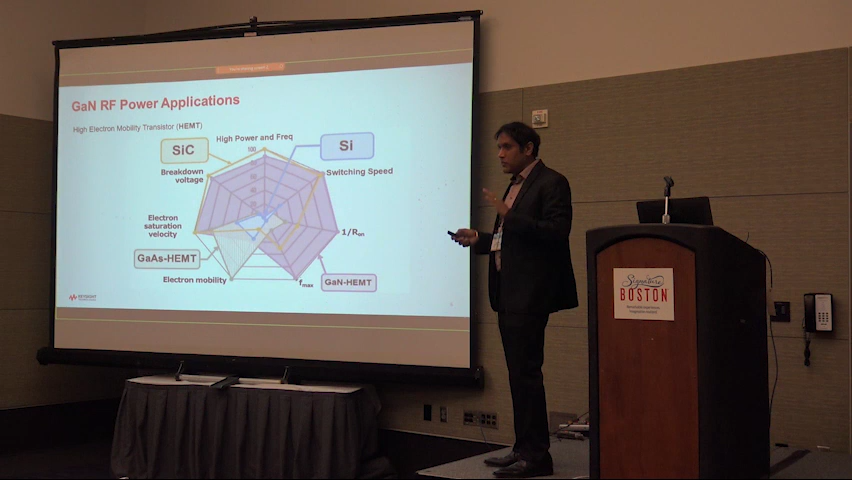 GaN RF Power Applications
High Electron Mobility Transistor (HEMT)
High Power and Freq
SiC
100
Si
Breakdown voltage
Switching Speed
Electron saturation velocity
1/Ron
GaAs-HEMT
Electron mobility
fmax
GaN-HEMT
KEYSIGHT
Signature
BOSTON